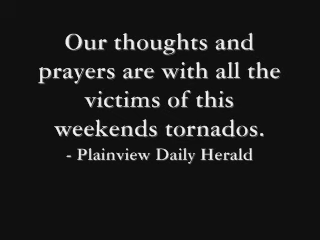 Our thoughts and
prayers are with all the
victims of this
weekends tornados.
- Plainview Daily Herald